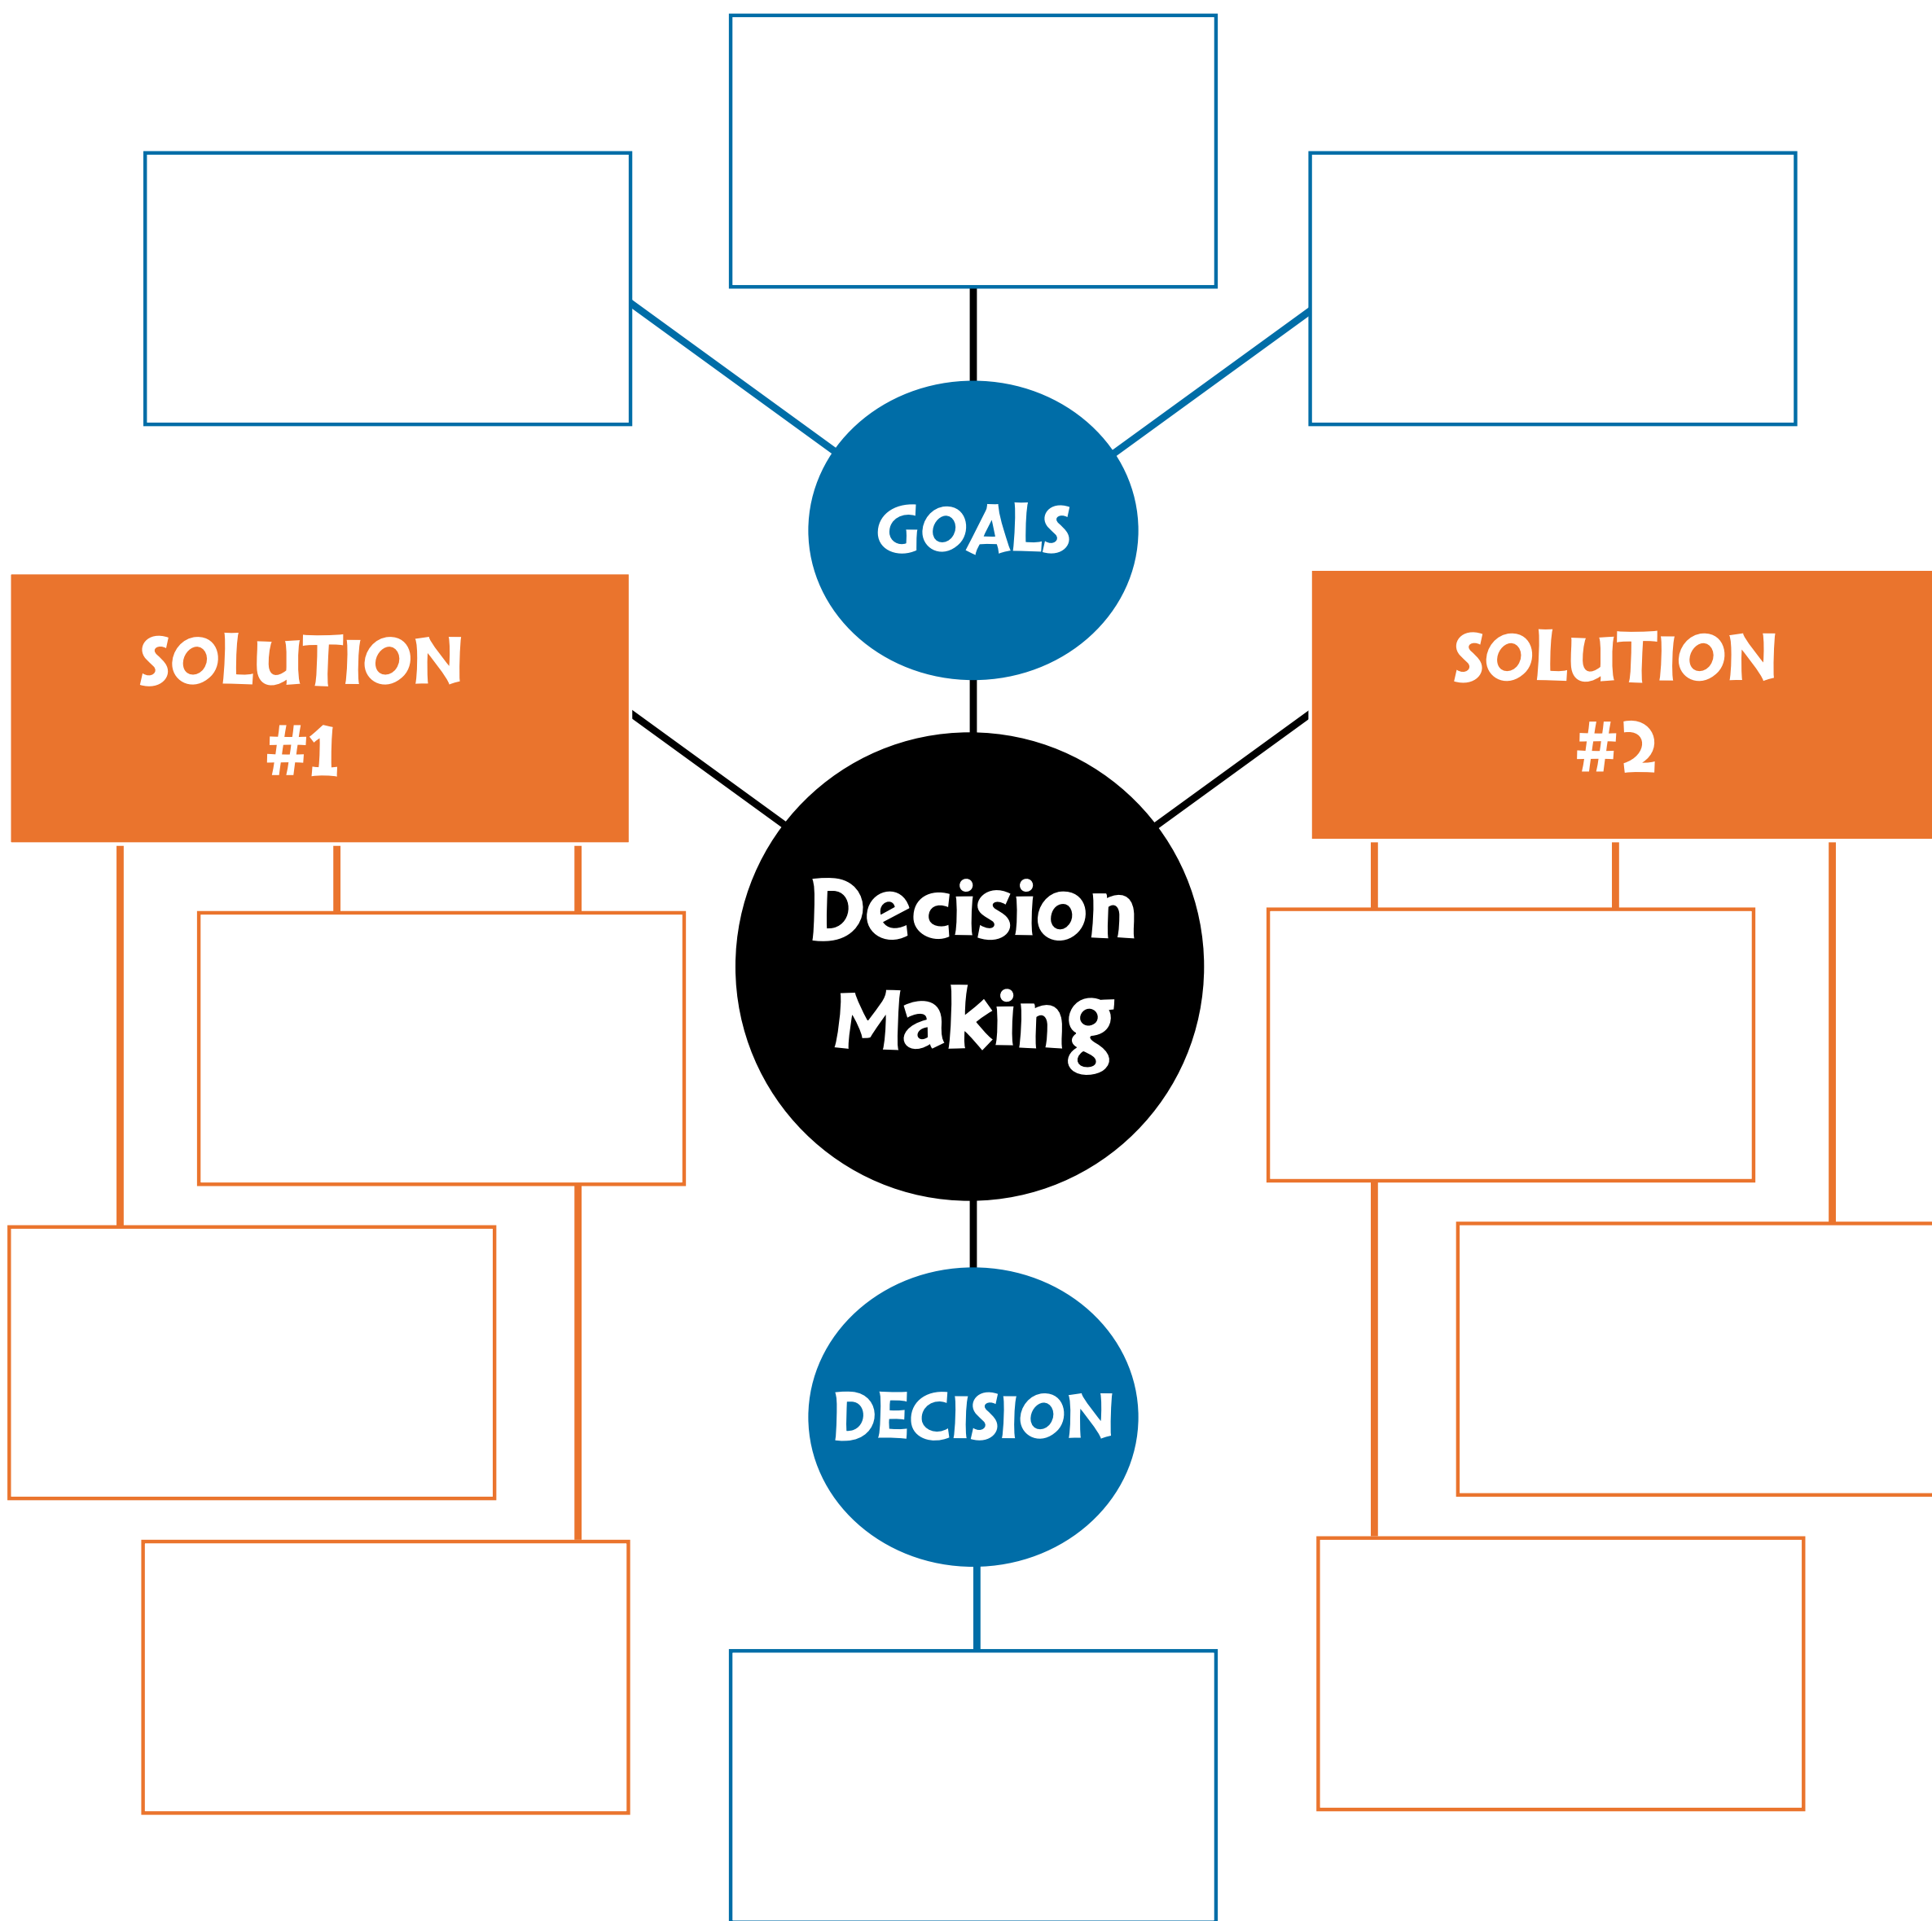 GOALS
SOLUTION
#1
SOLUTION
#2
Decision
Making
DECISION